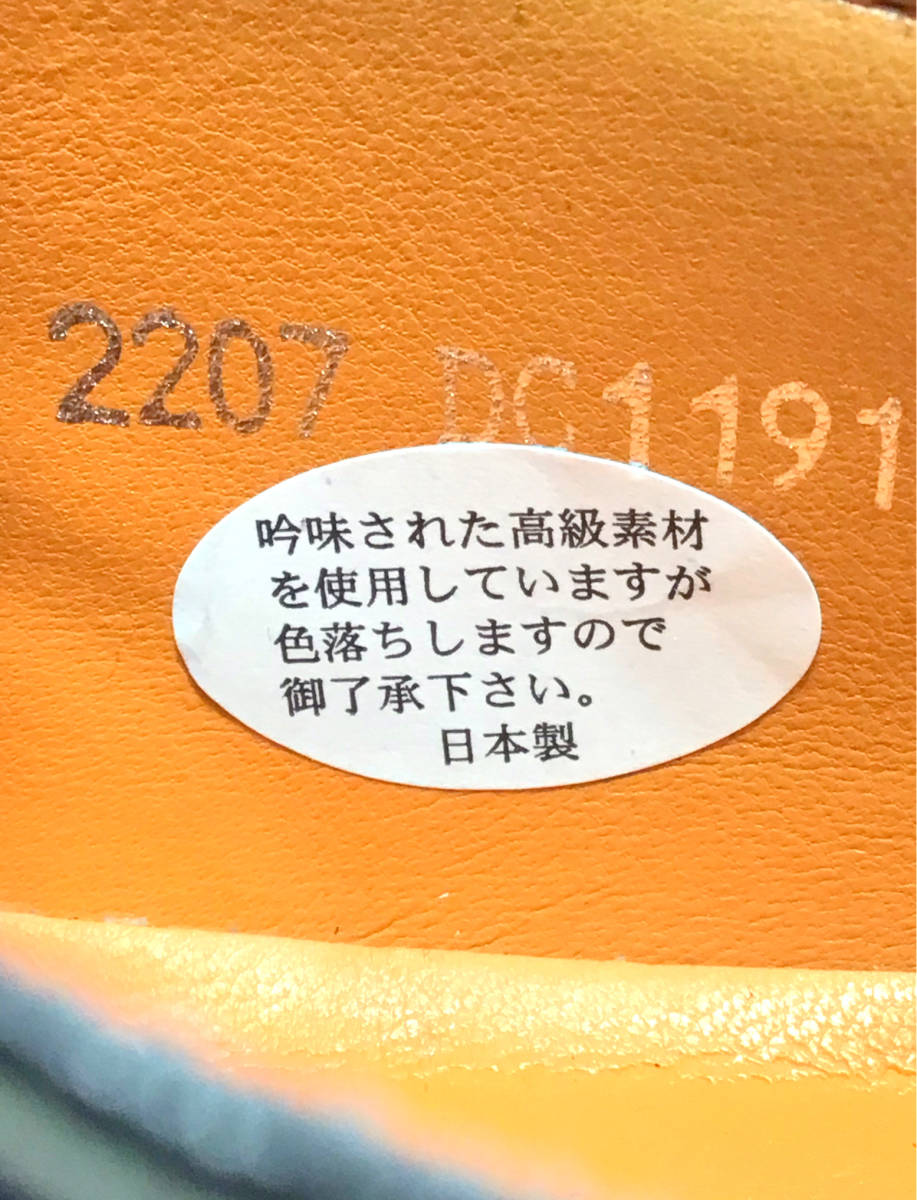 2207 DC1191
吟味された高級素材
を使用していますが
色落ちしますので
御了承下さい。
日本製